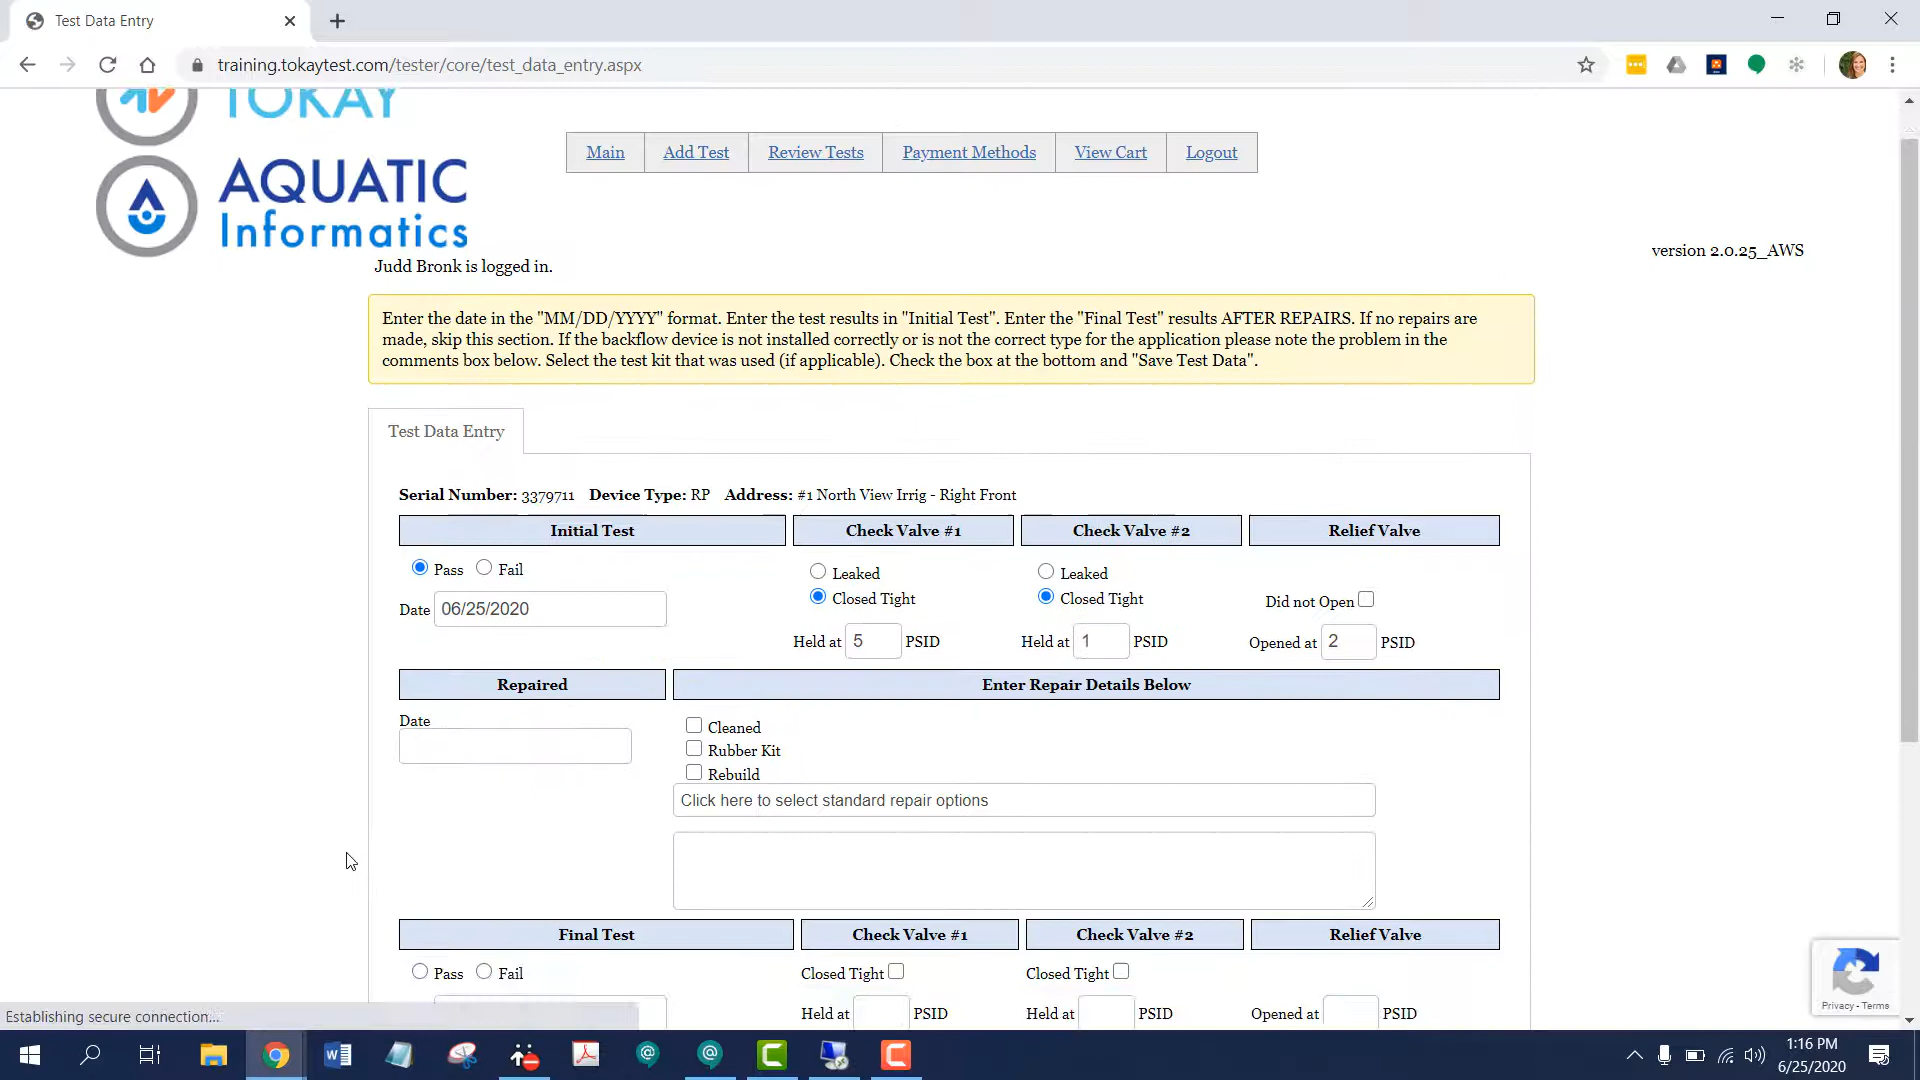 Test Data Entry
training.tokaytest.com/tester/core/test_data_entry.aspx
TOKAY
AQUATIC
Informatics
Main Add Test Review Tests Payment Methods View Cart Logout
version 2.0.25_AWS
Judd Bronk is logged in.
Enter the date in the "MM/DD/YYYY" format. Enter the test results in "Initial Test". Enter the "Final Test" results AFTER REPAIRS. If no repairs are
made, skip this section. If the backflow device is not installed correctly or is not the correct type for the application please note the problem in the
comments box below. Select the test kit that was used (if applicable). Check the box at the bottom and "Save Test Data".
Test Data Entry
Serial Number: 3379711 Device Type: RP Address: #1 North View Irrig - Right Front
Initial Test Check Valve #1 Check Valve #2 Relief Valve
Pass Fail Leaked Leaked
Closed Tight Closed Tight Did not Open
Date 06/25/2020
Held at 5 PSID Held at 1 PSID Opened at 2 PSID
Repaired Enter Repair Details Below
Date
Cleaned
Rubber Kit
Rebuild
Click here to select standard repair options
Final Test Check Valve #1 Check Valve #2 Relief Valve
Pass Fail Closed Tight Closed Tight
Held at PSID Held at PSID Opened at PSID
Privacy - Terms
Establishing secure connection...
1:16 PM
6/25/2020